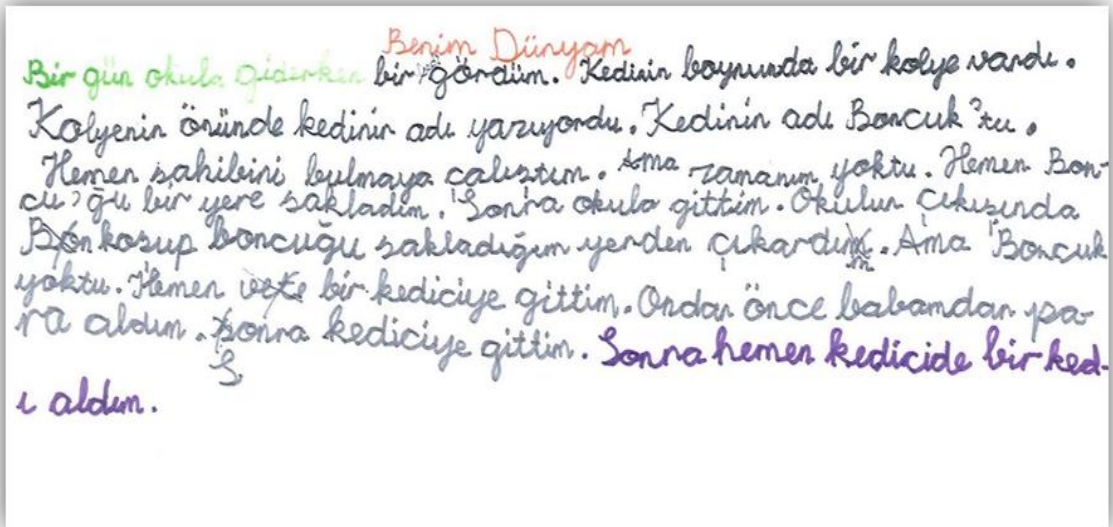 Benim Dünyam
Bir gün okula giderken bir gördüm. Kedinin boynunda bir kolye vardı.
Kolyenin önünde kedinin adı yazıyordu. Kedinin adı Boncuk'tu.
Hemen sahibini bulmaya çalıştım. Ama zamanım yoktu. Hemen Bon-
cu'ğu bir yere sakladım. Sonra okula gittim. Okulun çıkışında
koşup boncuğu sakladığım yerden çıkardım. Ama Boncuk
yoktu. Hemen bir kediciye gittim. Ondan önce babamdan pa-
ra aldım. Sonra kediciye gittim. Sonra hemen kedicide bir ked-
i aldım.